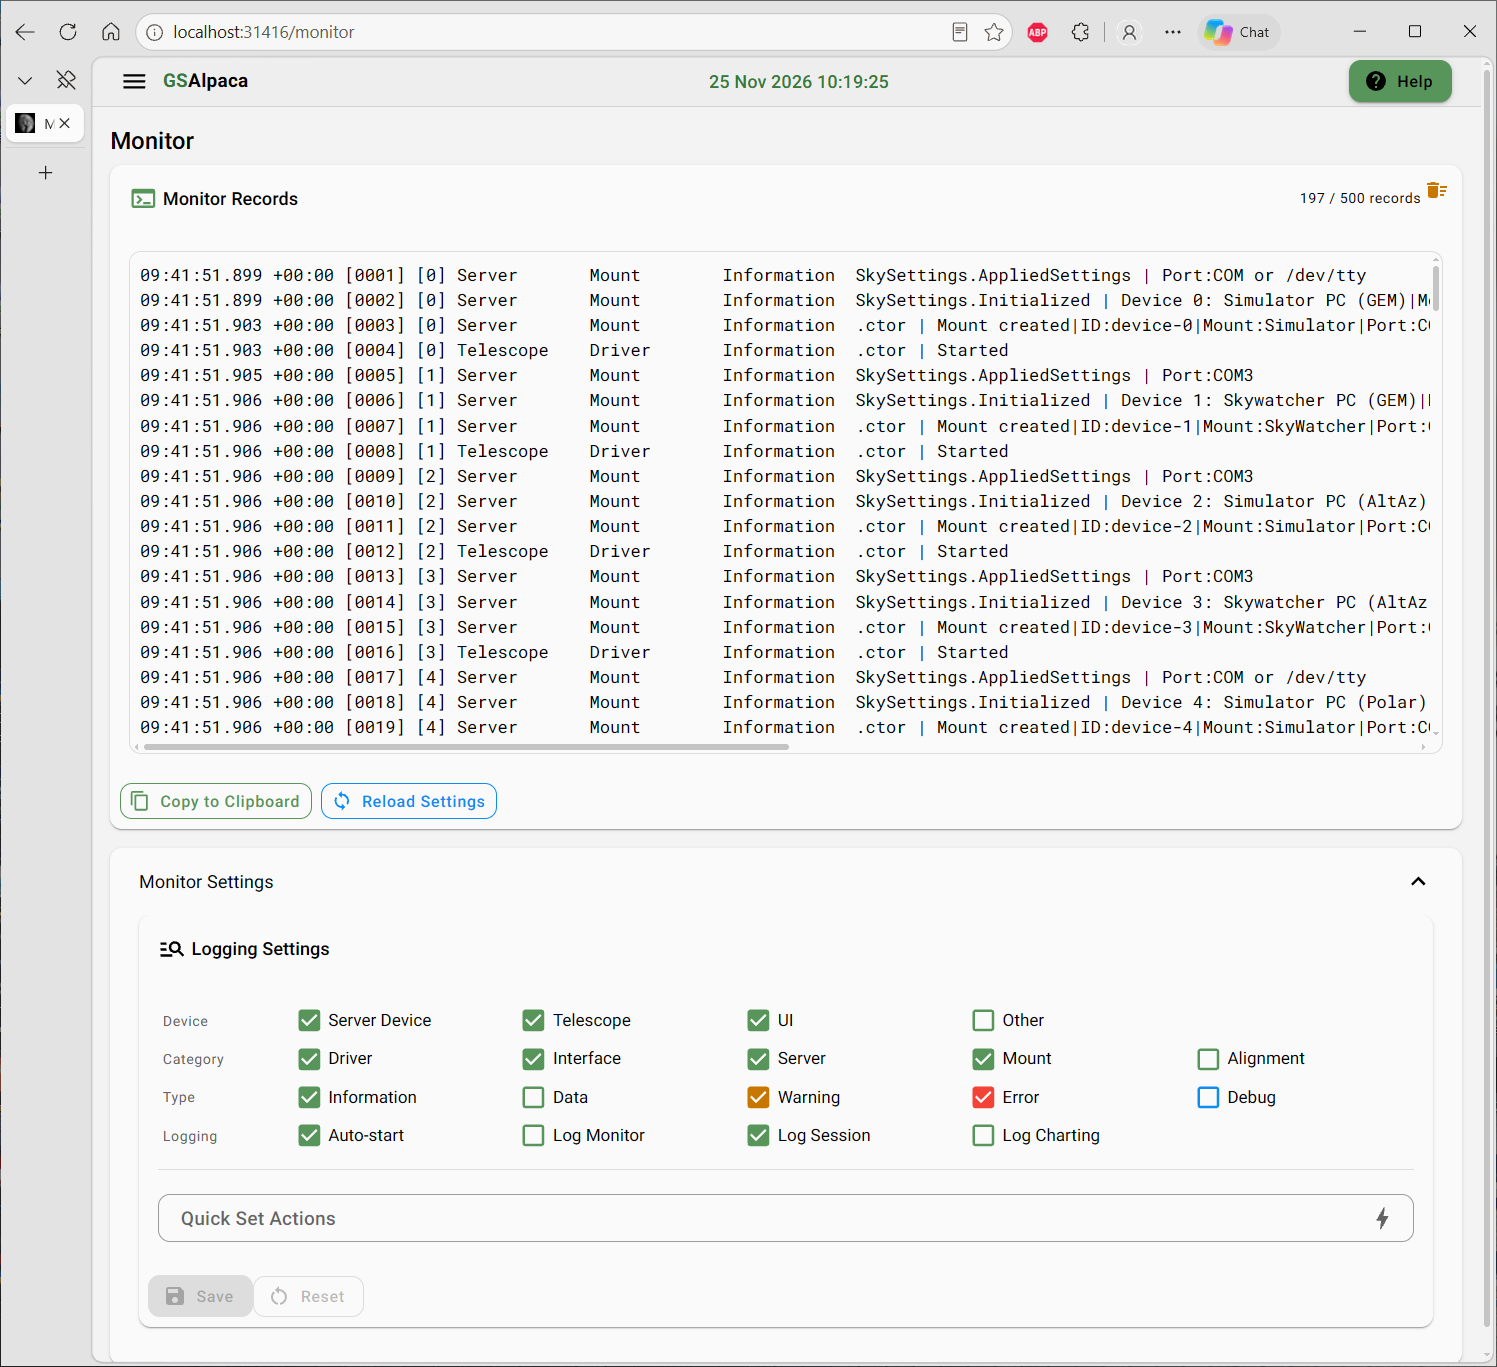 localhost:31416/monitor
ABP
Chat
M
GSAlpaca
25 Nov 2026 10:19:25
Help
Monitor
Monitor Records
197 / 500 records
09:41:51.899 +00:00 [0001] [0] Server Mount Information SkySettings.AppliedSettings | Port:COM or /dev/tty
09:41:51.899 +00:00 [0002] [0] Server Mount Information SkySettings.Initialized | Device 0: Simulator PC (GEM)|M
09:41:51.903 +00:00 [0003] [0] Server Mount Information .ctor | Mount created|ID:device-0|Mount:Simulator|Port:C
09:41:51.903 +00:00 [0004] [0] Telescope Driver Information .ctor | Started
09:41:51.905 +00:00 [0005] [1] Server Mount Information SkySettings.AppliedSettings | Port:COM3
09:41:51.906 +00:00 [0006] [1] Server Mount Information SkySettings.Initialized | Device 1: Skywatcher PC (GEM)|
09:41:51.906 +00:00 [0007] [1] Server Mount Information .ctor | Mount created|ID:device-1|Mount:SkyWatcher|Port:
09:41:51.906 +00:00 [0008] [1] Telescope Driver Information .ctor | Started
09:41:51.906 +00:00 [0009] [2] Server Mount Information SkySettings.AppliedSettings | Port:COM3
09:41:51.906 +00:00 [0010] [2] Server Mount Information SkySettings.Initialized | Device 2: Simulator PC (AltAz)
09:41:51.906 +00:00 [0011] [2] Server Mount Information .ctor | Mount created|ID:device-2|Mount:Simulator|Port:C
09:41:51.906 +00:00 [0012] [2] Telescope Driver Information .ctor | Started
09:41:51.906 +00:00 [0013] [3] Server Mount Information SkySettings.AppliedSettings | Port:COM3
09:41:51.906 +00:00 [0014] [3] Server Mount Information SkySettings.Initialized | Device 3: Skywatcher PC (AltAz
09:41:51.906 +00:00 [0015] [3] Server Mount Information .ctor | Mount created|ID:device-3|Mount:SkyWatcher|Port:
09:41:51.906 +00:00 [0016] [3] Telescope Driver Information .ctor | Started
09:41:51.906 +00:00 [0017] [4] Server Mount Information SkySettings.AppliedSettings | Port:COM or /dev/tty
09:41:51.906 +00:00 [0018] [4] Server Mount Information SkySettings.Initialized | Device 4: Simulator PC (Polar)
09:41:51.906 +00:00 [0019] [4] Server Mount Information .ctor | Mount created|ID:device-4|Mount:Simulator|Port:C
Copy to Clipboard
Reload Settings
Monitor Settings
Logging Settings
Device Server Device Telescope UI Other
Category Driver Interface Server Mount Alignment
Type Information Data Warning Error Debug
Logging Auto-start Log Monitor Log Session Log Charting
Quick Set Actions
Save
Reset